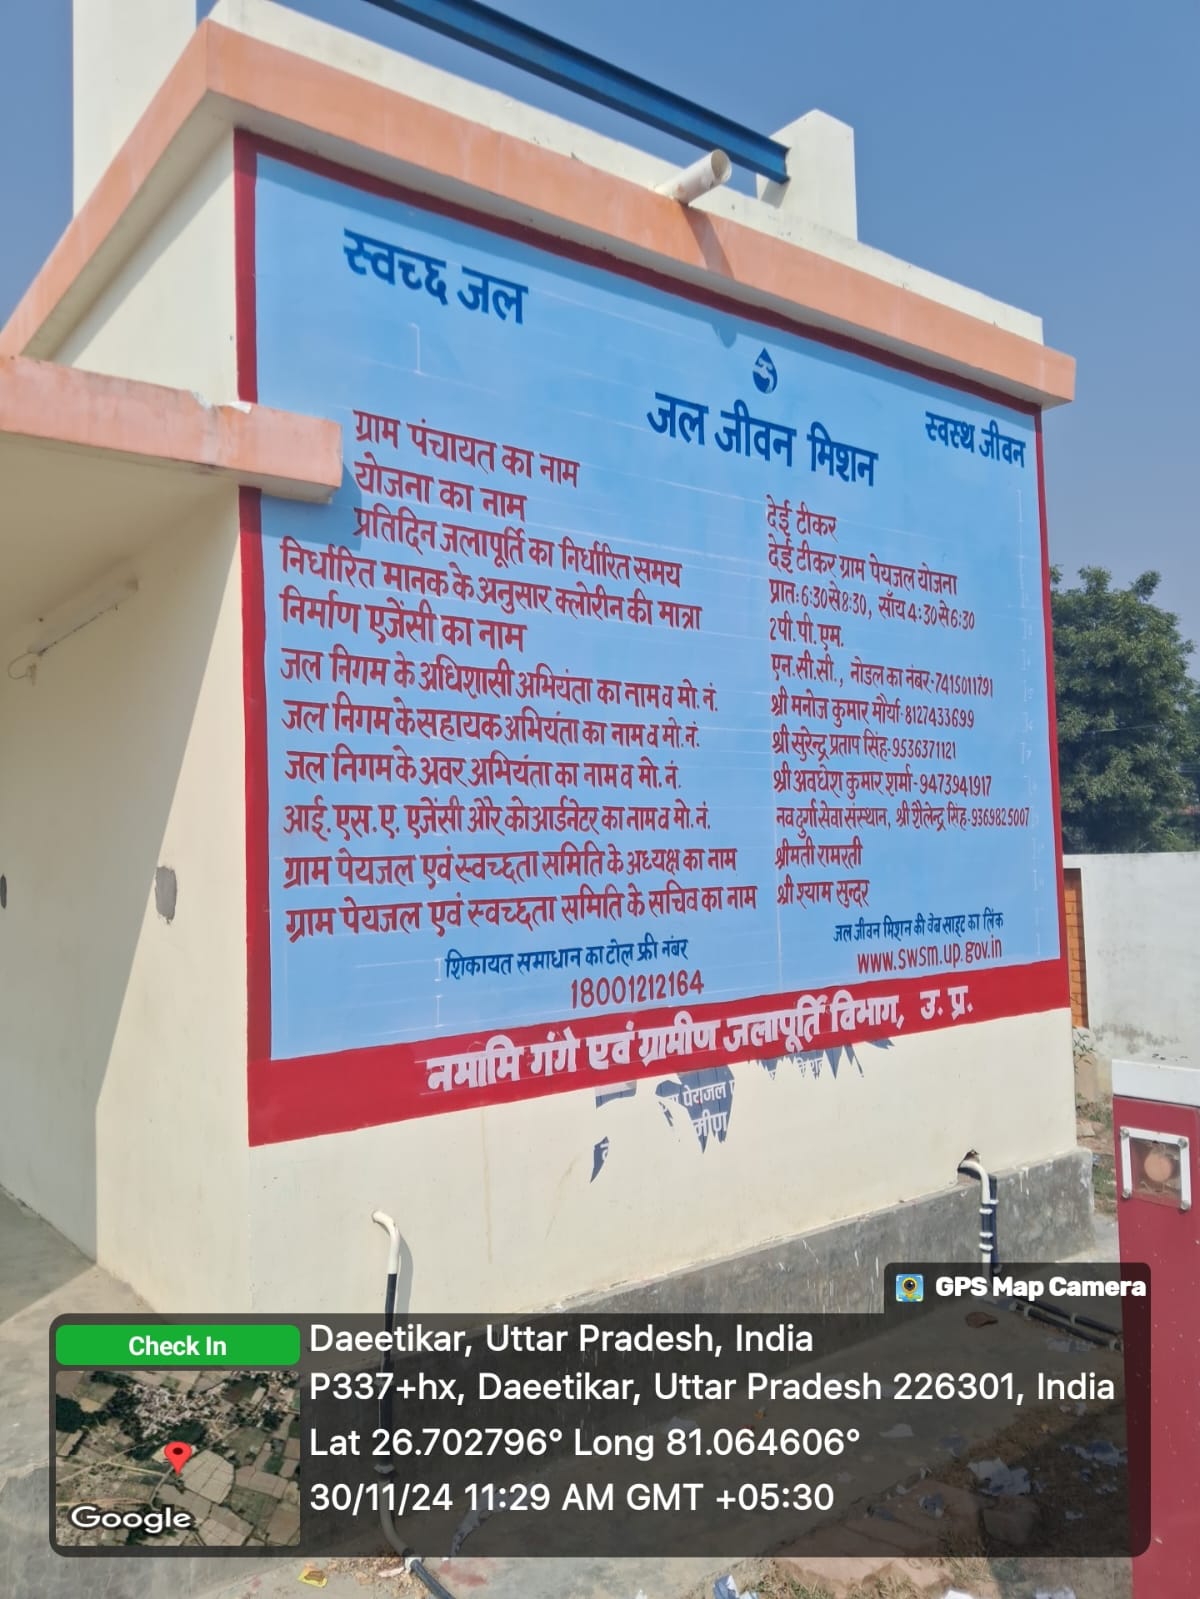 स्वच्छ जल
जल जीवन मिशन
स्वस्थ जीवन
ग्राम पंचायत का नाम देई टीकर
योजना का नाम देई टीकर ग्राम पेयजल योजना
प्रतिदिन जलापूर्ति का निर्धारित समय प्रातः 6:30 से 8:30, साँय 4:30 से 6:30
निर्धारित मानक के अनुसार क्लोरीन की मात्रा 2 पी. पी. एम.
निर्माण एजेंसी का नाम एन. सी. सी., नोडल का नंबर-7415011791
जल निगम के अधिशासी अभियंता का नाम व मो. नं. श्री मनोज कुमार मौर्या-8127433699
जल निगम के सहायक अभियंता का नाम व मो. नं. श्री सुरेन्द्र प्रताप सिंह-9536371121
जल निगम के अवर अभियंता का नाम व मो. नं. श्री अवधेश कुमार शर्मा-9473941917
आई. एस. ए. एजेंसी और कोआर्डनेटर का नाम व मो. नं. नव दुर्गा सेवा संस्थान, श्री शैलेन्द्र सिंह-9369825007
ग्राम पेयजल एवं स्वच्छता समिति के अध्यक्ष का नाम श्रीमती रामरती
ग्राम पेयजल एवं स्वच्छता समिति के सचिव का नाम श्री श्याम सुन्दर
शिकायत समाधान का टोल फ्री नंबर
18001212164
जल जीवन मिशन की वेब साइट का लिंक
www.swsm.up.gov.in
नमामि गंगे एवं ग्रामीण जलापूर्ति विभाग, उ. प्र.
GPS Map Camera
Check In
Daeetikar, Uttar Pradesh, India
P337+hx, Daeetikar, Uttar Pradesh 226301, India
Lat 26.702796° Long 81.064606°
30/11/24 11:29 AM GMT +05:30
Google